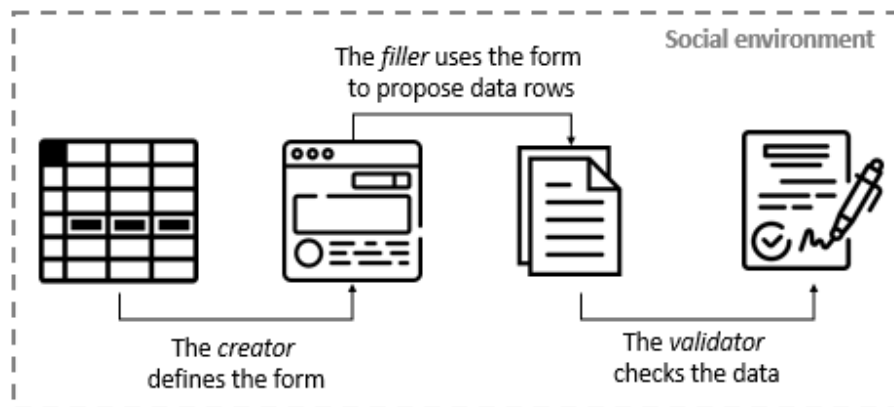 Social environment
The filler uses the form
to propose data rows
The creator
defines the form
The validator
checks the data